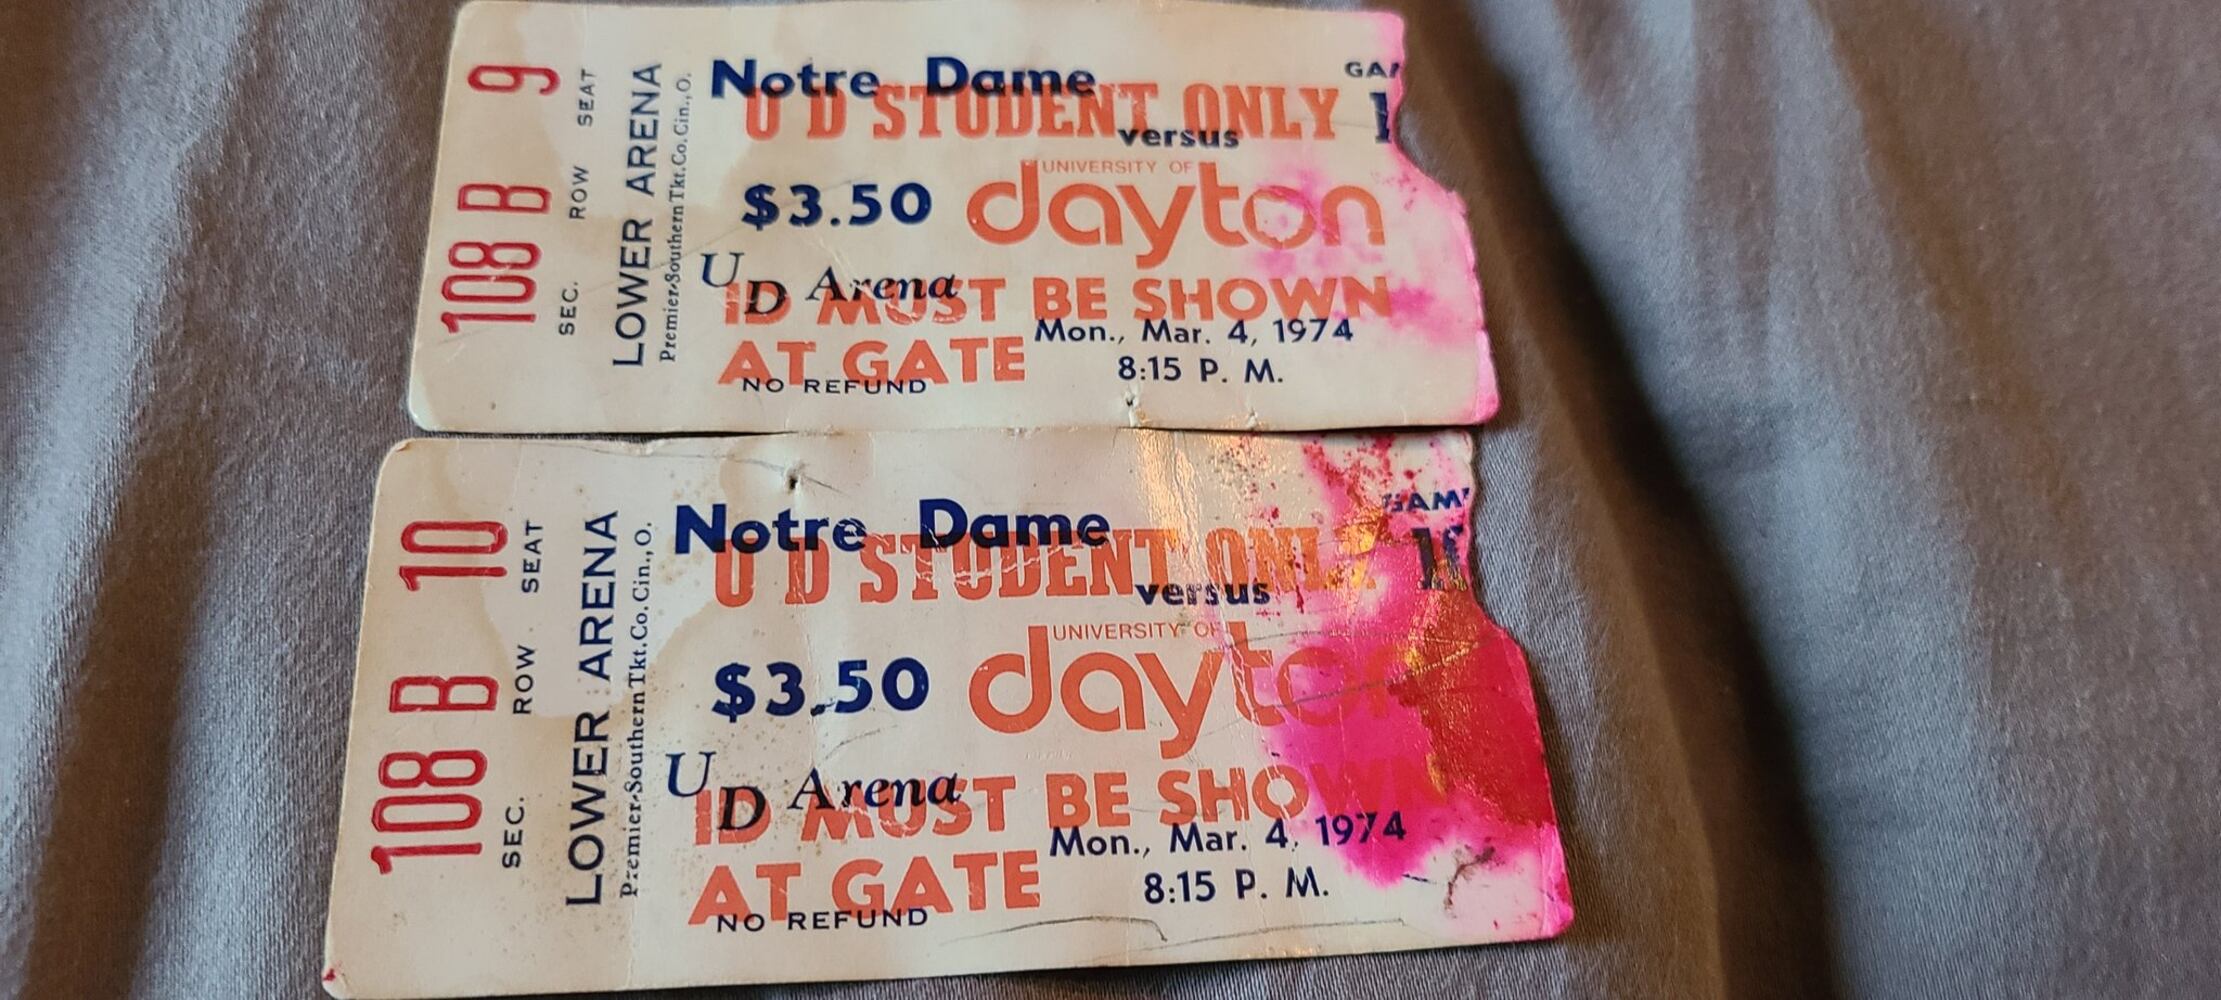 108 B 9
SEC. ROW SEAT
LOWER ARENA
Premier-Southern Tkt. Co. Cin., O.
Notre Dame
U D STUDENT ONLY
versus
UNIVERSITY OF
dayton
$3.50
U D Arena
ID MUST BE SHOWN
Mon., Mar. 4, 1974
AT GATE
8:15 P. M.
NO REFUND
108 B 10
SEC. ROW SEAT
LOWER ARENA
Premier-Southern Tkt. Co. Cin., O.
Notre Dame
U D STUDENT ONLY
versus
UNIVERSITY OF
dayton
$3.50
U D Arena
ID MUST BE SHOWN
Mon., Mar. 4, 1974
AT GATE
8:15 P. M.
NO REFUND